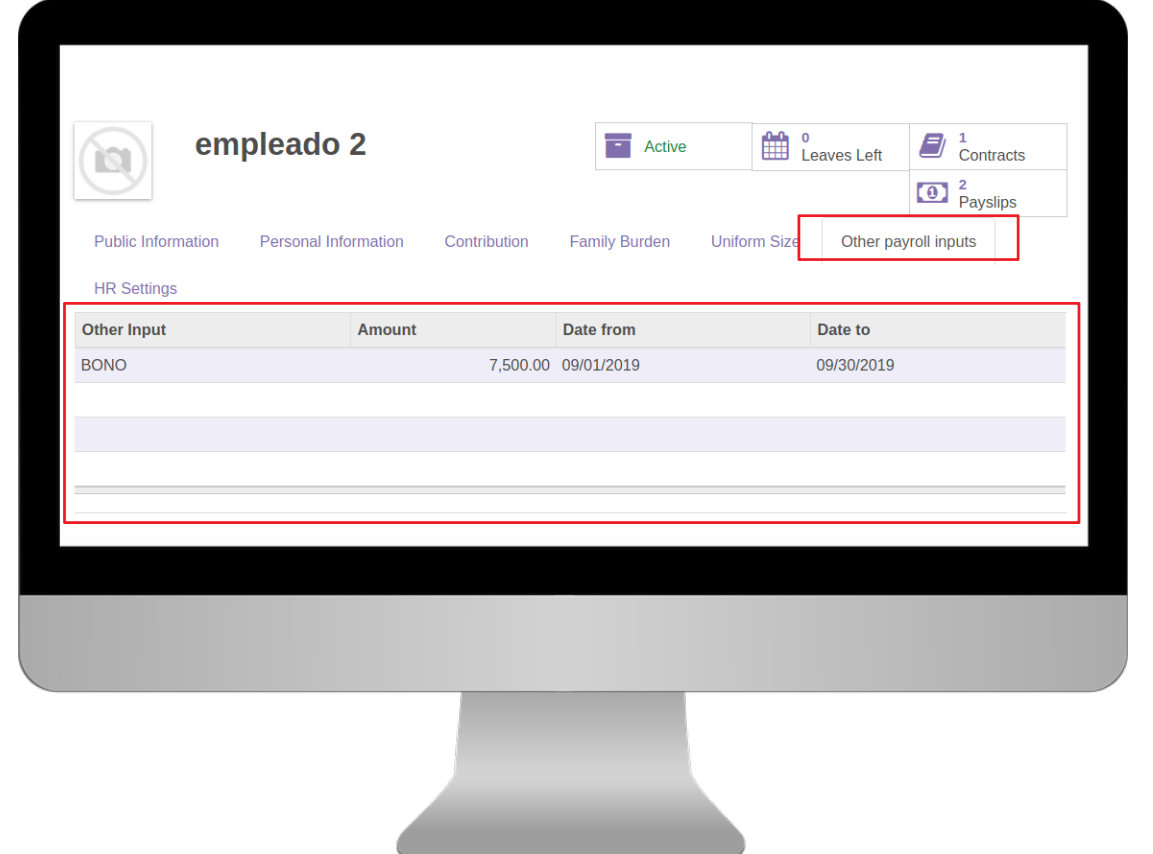 empleado 2
Active
0
Leaves Left
1
Contracts
1
2
Payslips
Public Information Personal Information Contribution Family Burden Uniform Size Other payroll inputs
HR Settings
Other Input Amount Date from Date to
BONO 7,500.00 09/01/2019 09/30/2019